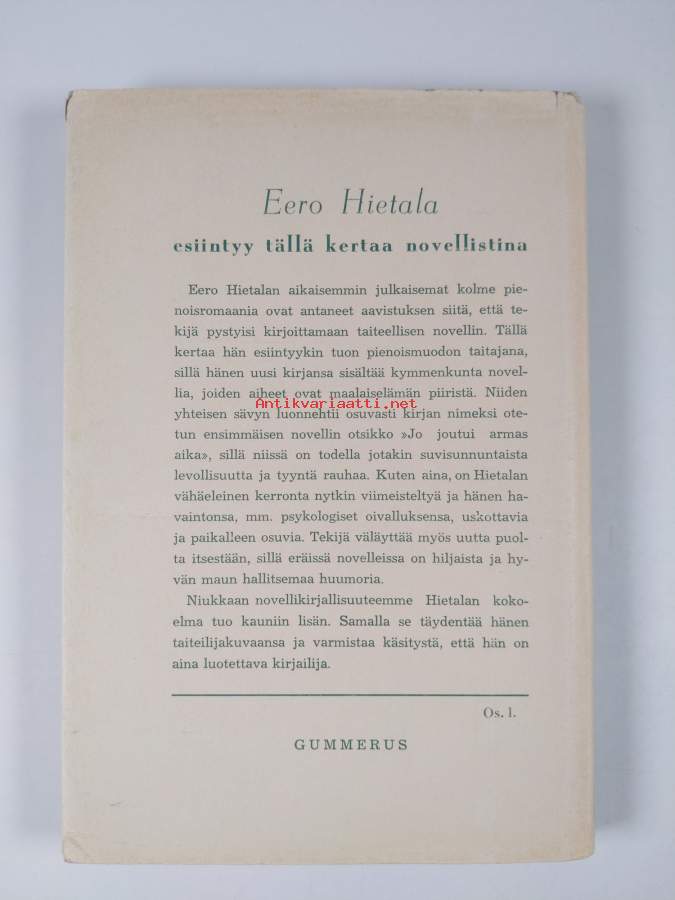 Eero Hietala
esiintyy tällä kertaa novellistina
Eero Hietalan aikaisemmin julkaisemat kolme pie-
noisromaania ovat antaneet aavistuksen siitä, että te-
kijä pystyisi kirjoittamaan taiteellisen novellin. Tällä
kertaa hän esiintyykin tuon pienoismuodon taitajana,
sillä hänen uusi kirjansa sisältää kymmenkunta novel-
lia, joiden aiheet ovat maalaiselämän piiristä. Niiden
Antikvariaatti.net
yhteisen sävyn luonnehtii osuvasti kirjan nimeksi ote-
tun ensimmäisen novellin otsikko »Jo joutui armas
aika», sillä niissä on todella jotakin suvisunnuntaista
levollisuutta ja tyyntä rauhaa. Kuten aina, on Hietalan
vähäeleinen kerronta nytkin viimeisteltyä ja hänen ha-
vaintonsa, mm. psykologiset oivalluksensa, uskottavia
ja paikalleen osuvia. Tekijä väläyttää myös uutta puol-
ta itsestään, sillä eräissä novelleissa on hiljaista ja hy-
vän maun hallitsemaa huumoria.
Niukkaan novellikirjallisuuteemme Hietalan koko-
elma tuo kauniin lisän. Samalla se täydentää hänen
taiteilijakuvaansa ja varmistaa käsitystä, että hän on
aina luotettava kirjailija.
Os. 1.
GUMMERUS